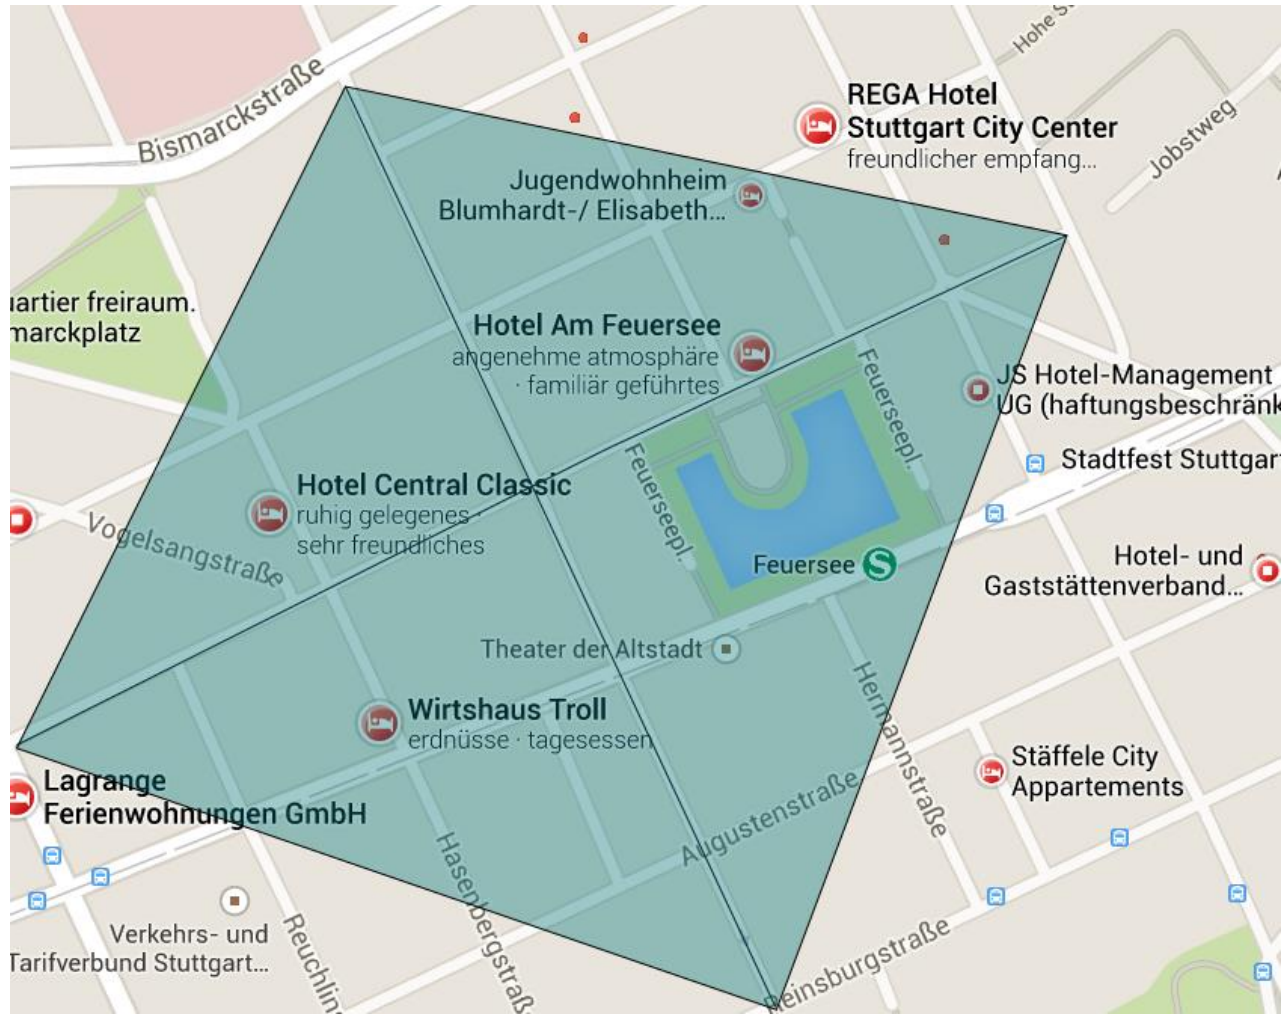 Hohe S
Bismarckstraße
REGA Hotel
Stuttgart City Center
freundlicher empfang...
Jobstweg
Jugendwohnheim
Blumhardt-/ Elisabeth...
uartier freiraum.
marckplatz
Hotel Am Feuersee
angenehme atmosphäre
· familiär geführtes
Feuerseepl.
JS Hotel-Management
UG (haftungsbeschränk
Stadtfest Stuttgar
Feuerseepl.
Hotel Central Classic
ruhig gelegenes ·
sehr freundliches
Vogelsangstraße
Feuersee S
Hotel- und
Gaststättenverband...
Theater der Altstadt
Hermannstraße
Wirtshaus Troll
erdnüsse · tagesessen
Stäffele City
Appartements
Lagrange
Ferienwohnungen GmbH
Augustenstraße
Hasenbergstraß
Reuchlin
Verkehrs- und
Tarifverbund Stuttgart...
Reinsburgstraße